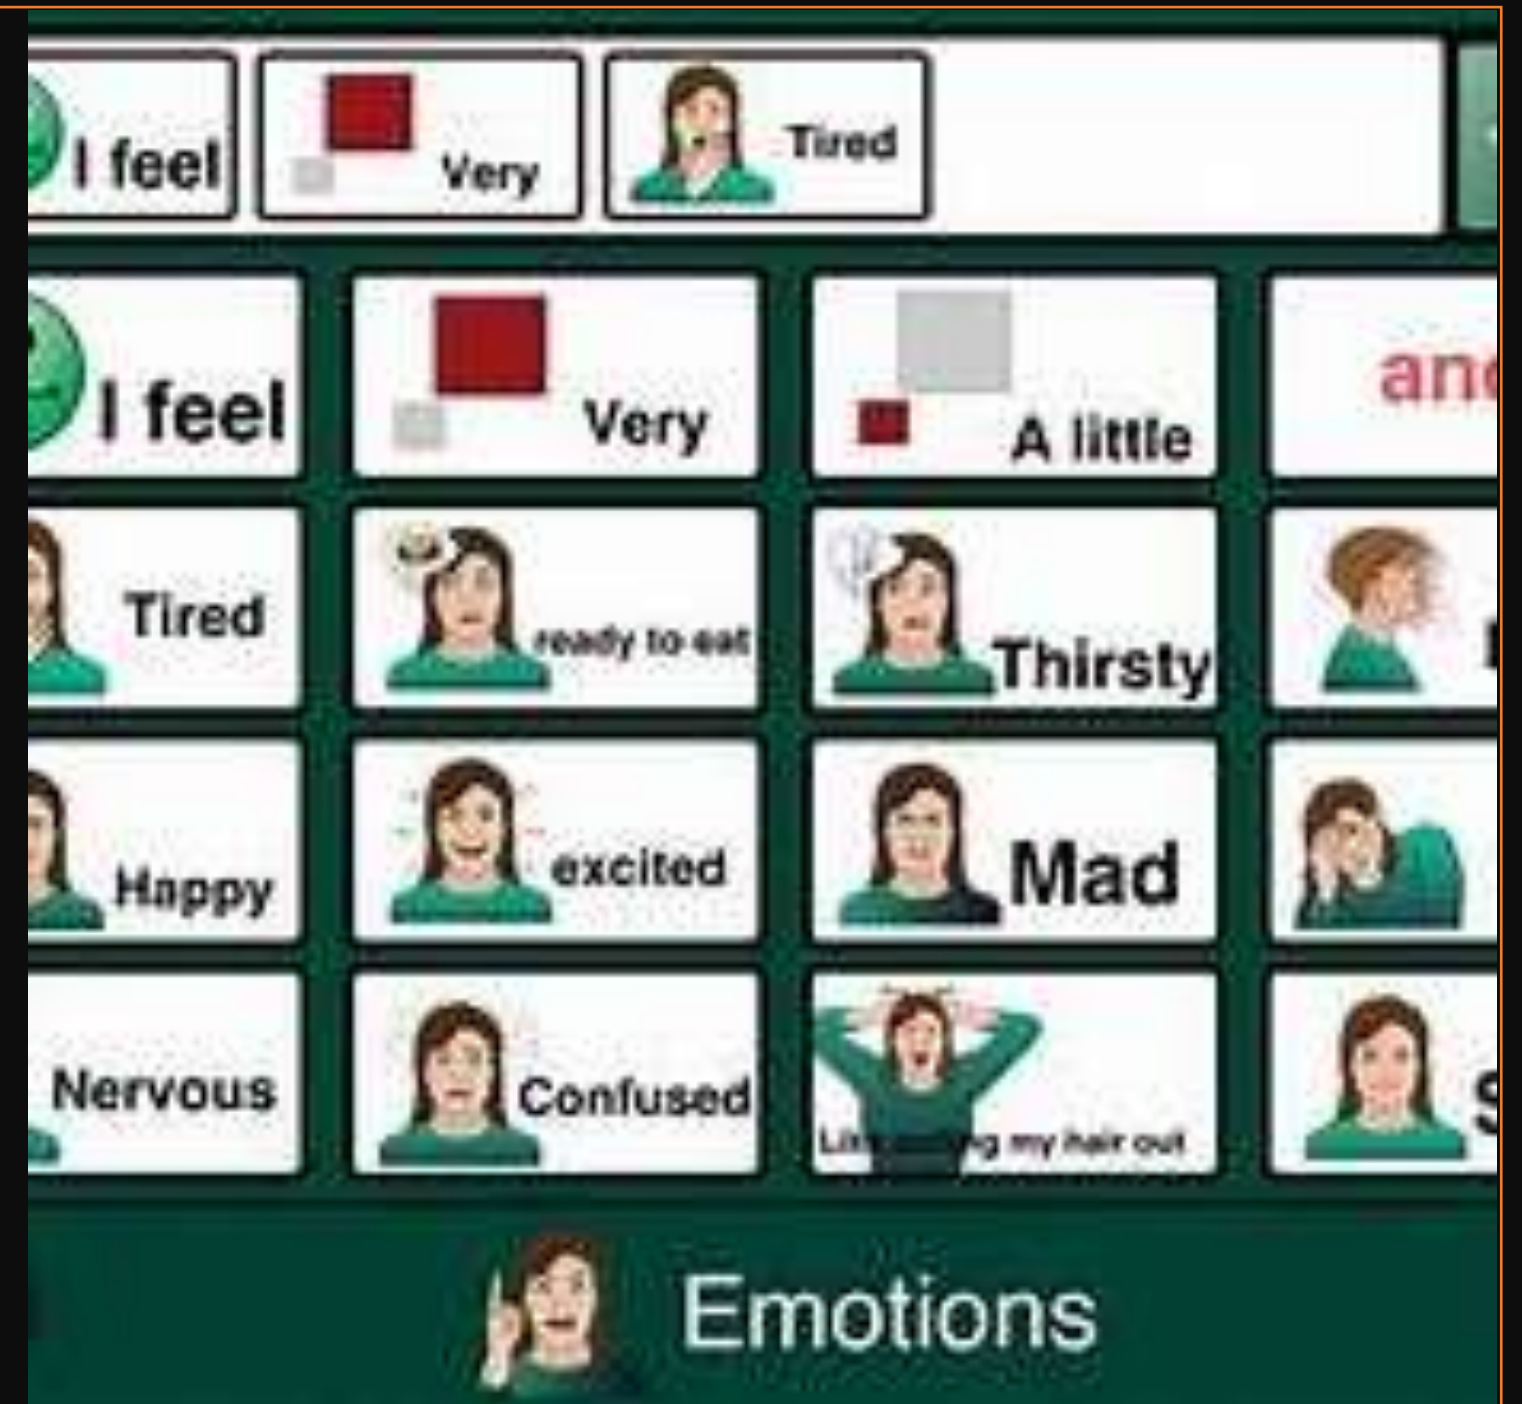 I feel
Very
Tired
I feel
Very
A little
Tired
ready to eat
Thirsty
Happy
excited
Mad
Nervous
Confused
my hair out
Emotions